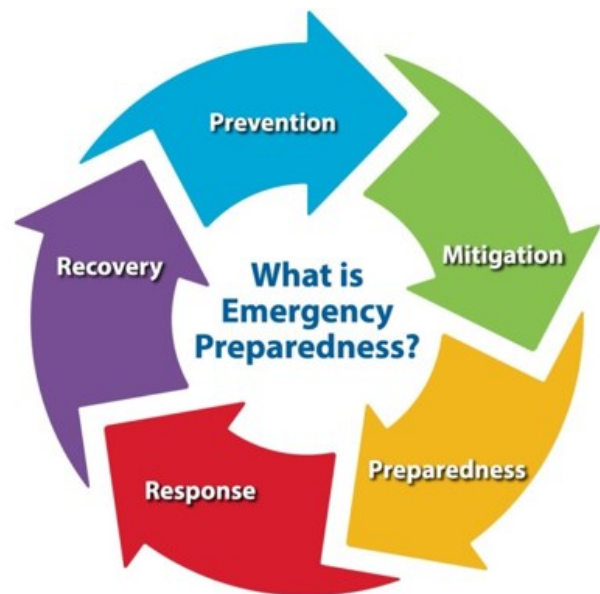 Prevention
Mitigation
Recovery
What is
Emergency
Preparedness?
Preparedness
Response